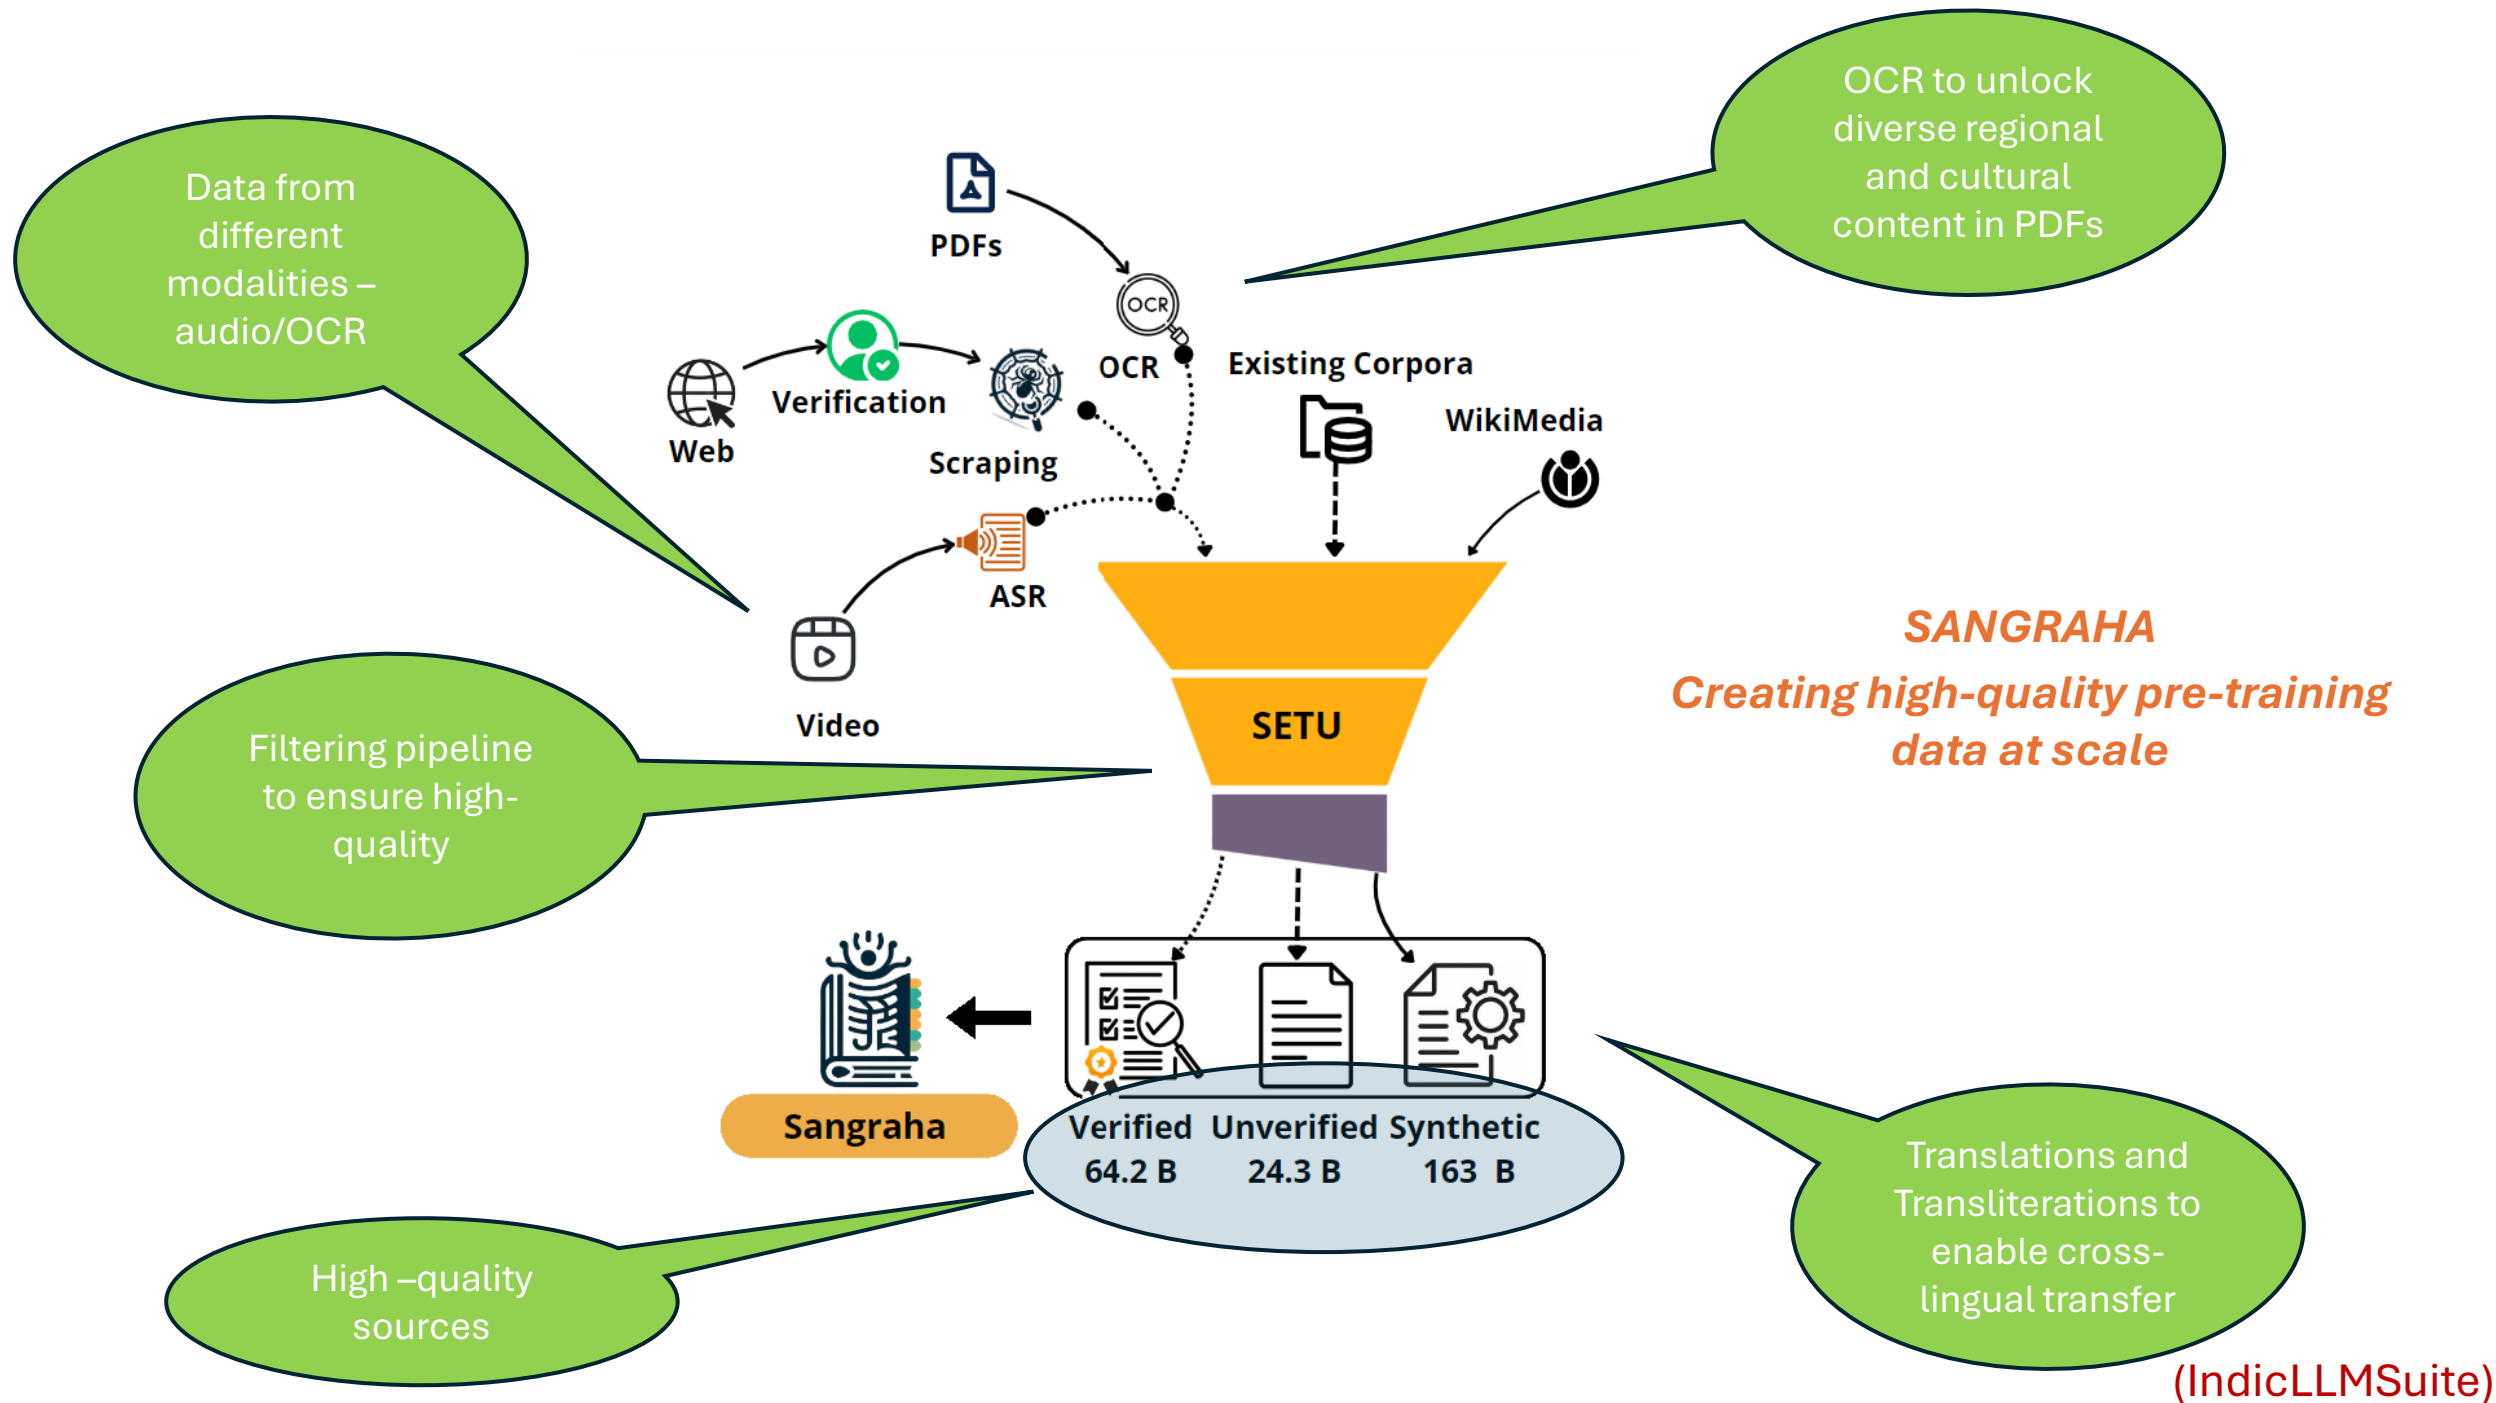 OCR to unlock
diverse regional
and cultural
content in PDFs
Data from
different
modalities –
audio/OCR
PDFs
OCR
OCR
Existing Corpora
WikiMedia
Verification
Web
Scraping
ASR
Video
SETU
SANGRAHA
Creating high-quality pre-training
data at scale
Filtering pipeline
to ensure high-
quality
Sangraha
Verified Unverified Synthetic
64.2 B 24.3 B 163 B
High –quality
sources
Translations and
Transliterations to
enable cross-
lingual transfer
(IndicLLMSuite)